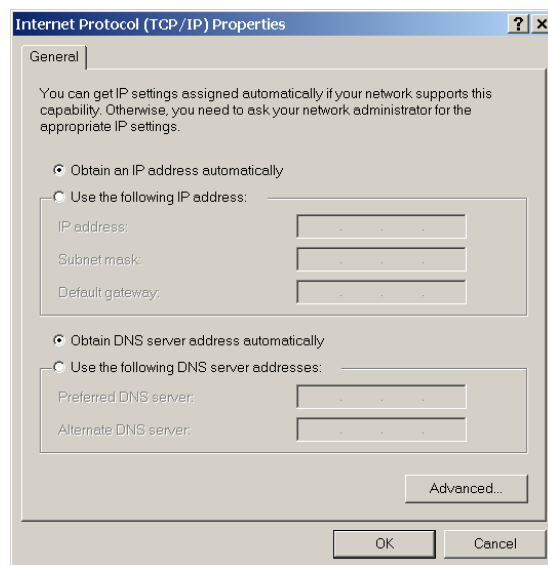 Internet Protocol (TCP/IP) Properties
General
You can get IP settings assigned automatically if your network supports this
capability. Otherwise, you need to ask your network administrator for the
appropriate IP settings.
Obtain an IP address automatically
Use the following IP address:
IP address:
Subnet mask:
Default gateway:
Obtain DNS server address automatically
Use the following DNS server addresses:
Preferred DNS server:
Alternate DNS server:
Advanced...
OK
Cancel